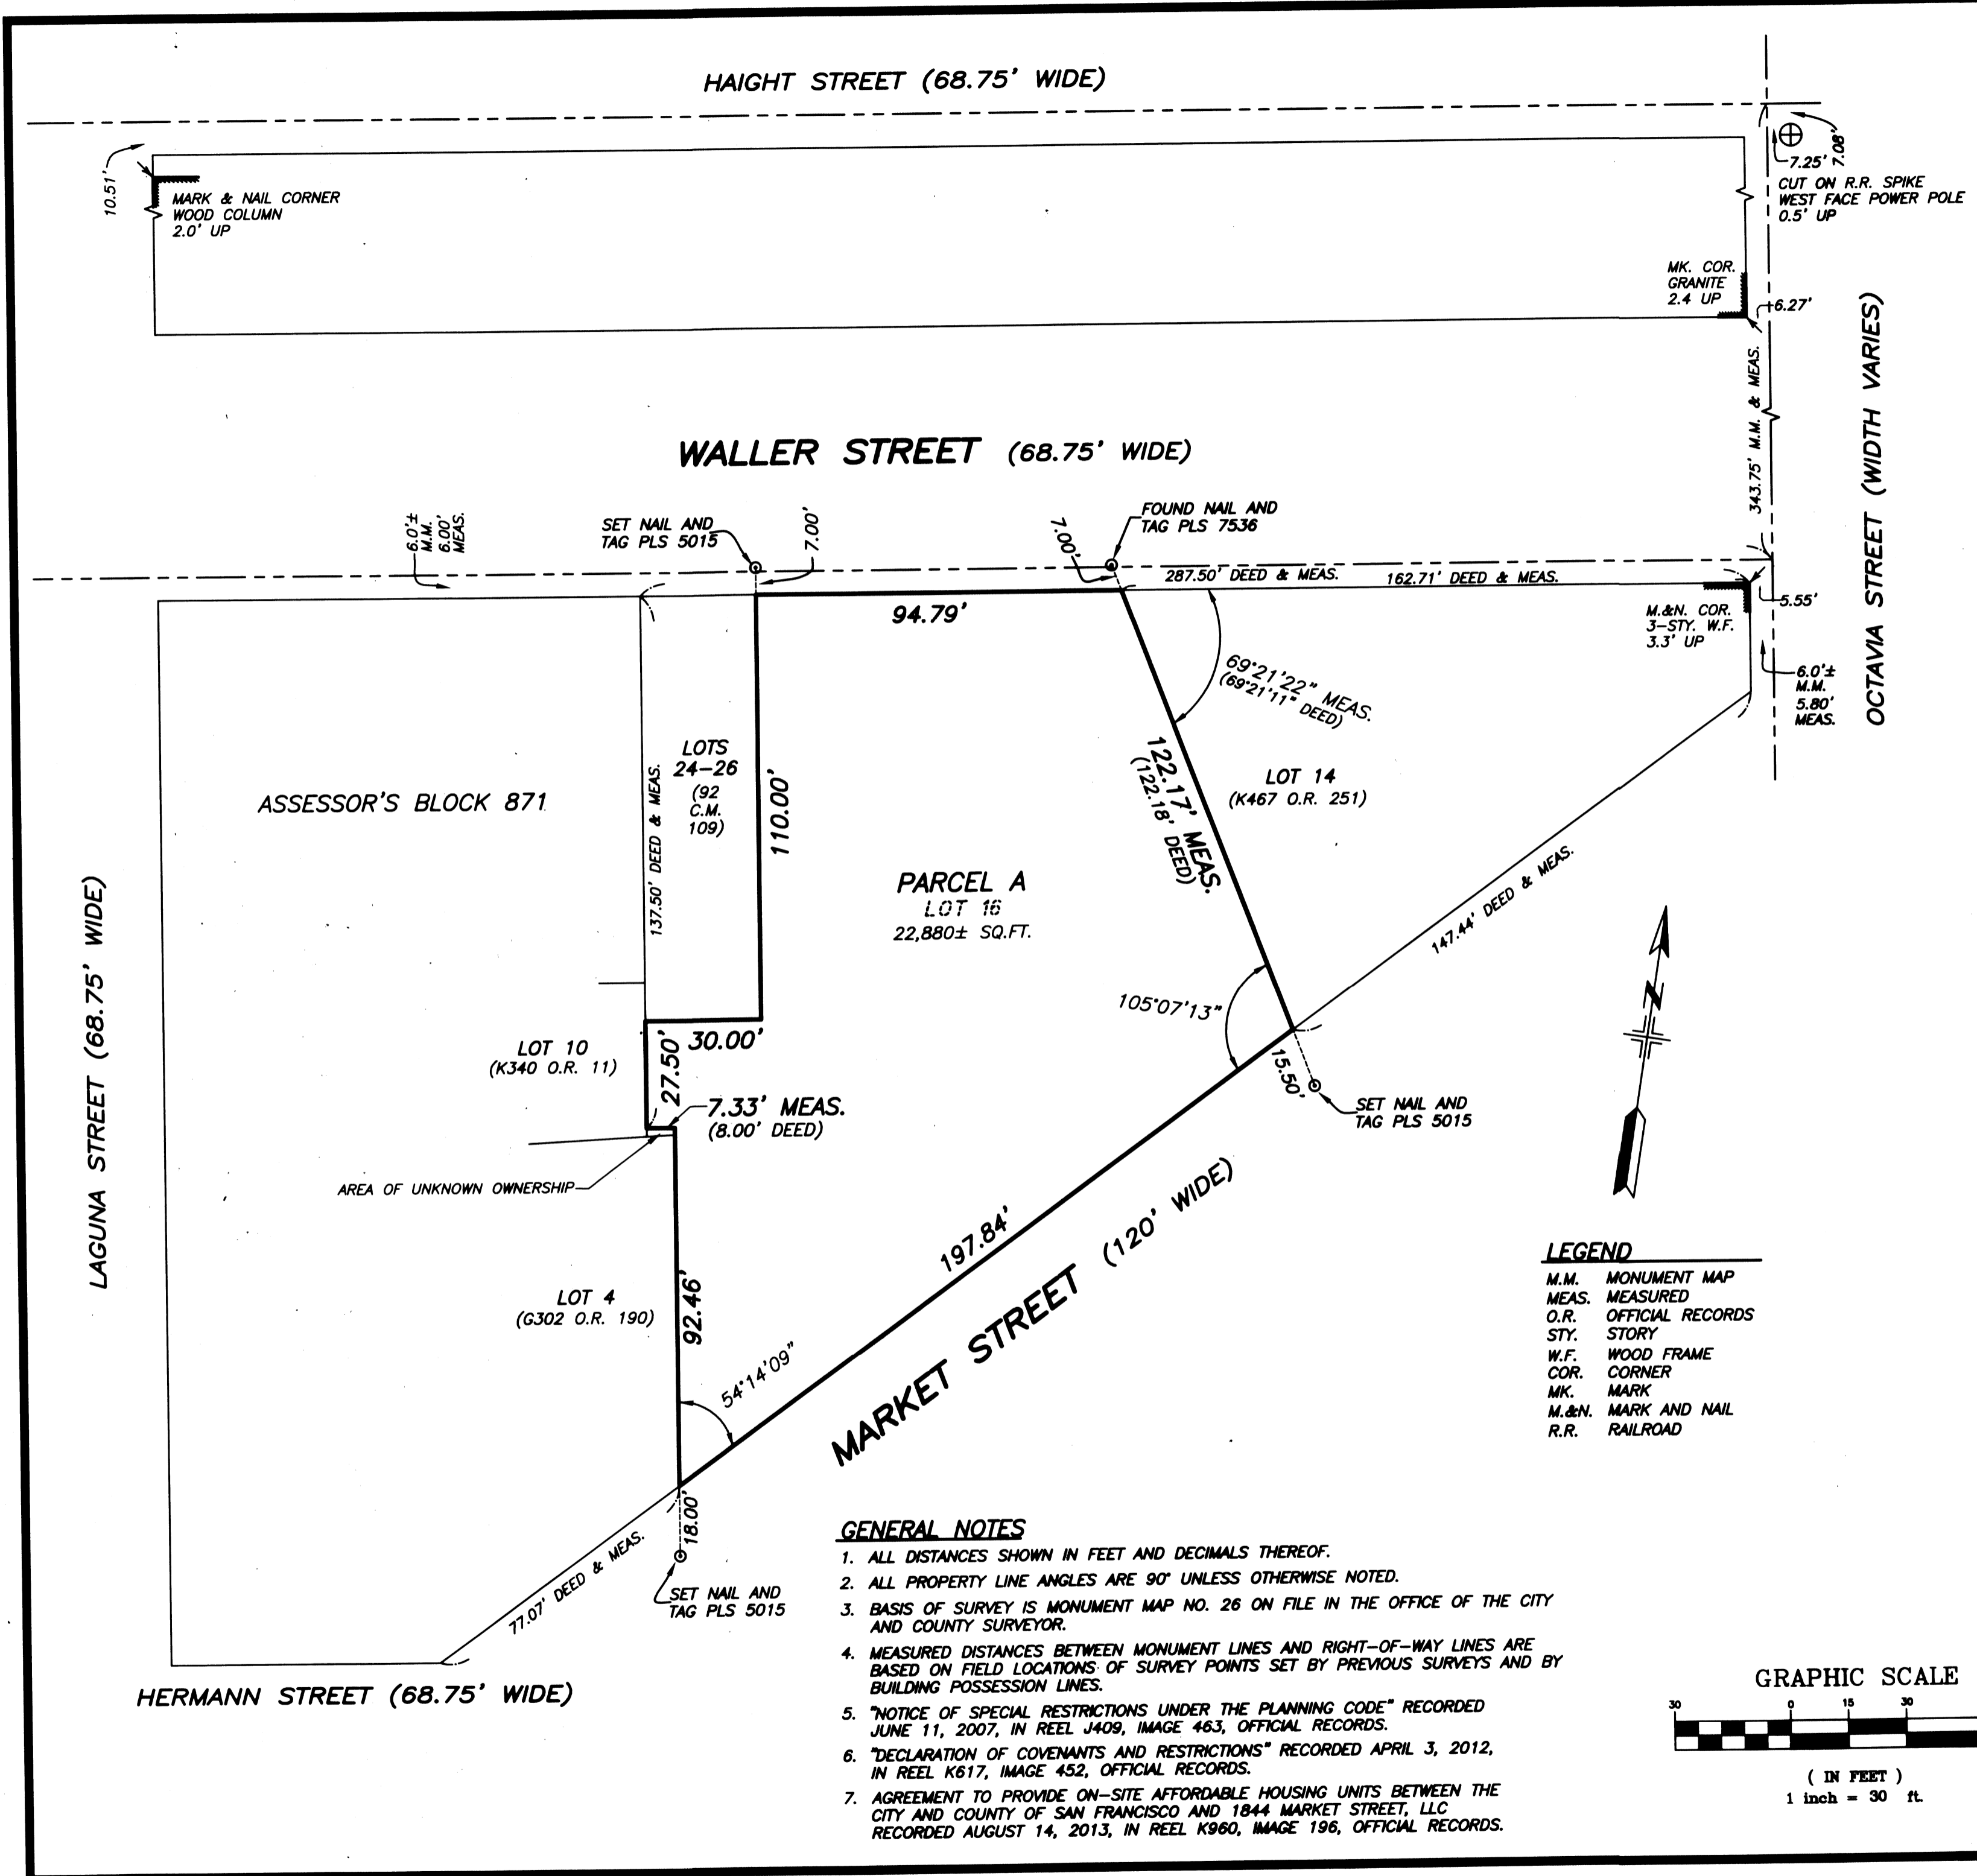 HAIGHT STREET (68.75' WIDE)
10.51'
MARK & NAIL CORNER
WOOD COLUMN
2.0' UP
7.25'
7.08'
CUT ON R.R. SPIKE
WEST FACE POWER POLE
0.5' UP
MK. COR.
GRANITE
2.4 UP
6.27'
343.75' M.M. & MEAS.
OCTAVIA STREET (WIDTH VARIES)
WALLER STREET (68.75' WIDE)
6.0'±
M.M.
6.00'
MEAS.
SET NAIL AND
TAG PLS 5015
7.00'
7.00'
FOUND NAIL AND
TAG PLS 7536
287.50' DEED & MEAS.
162.71' DEED & MEAS.
94.79'
M.&N. COR.
3-STY. W.F.
3.3' UP
5.55'
6.0'±
M.M.
5.80'
MEAS.
69°21'22" MEAS.
(69°21'11" DEED)
122.17' MEAS.
(122.18' DEED)
LOT 14
(K467 O.R. 251)
LOTS
24-26
(92
C.M.
109)
137.50' DEED & MEAS.
110.00'
ASSESSOR'S BLOCK 871
PARCEL A
LOT 16
22,880± SQ.FT.
147.44' DEED & MEAS.
LAGUNA STREET (68.75' WIDE)
105°07'13"
15.50'
SET NAIL AND
TAG PLS 5015
N
LOT 10
(K340 O.R. 11)
27.50'
30.00'
7.33' MEAS.
(8.00' DEED)
AREA OF UNKNOWN OWNERSHIP
197.84'
MARKET STREET (120' WIDE)
LOT 4
(G302 O.R. 190)
92.46'
54°14'09"
18.00'
77.07' DEED & MEAS.
SET NAIL AND
TAG PLS 5015
HERMANN STREET (68.75' WIDE)
LEGEND
M.M. MONUMENT MAP
MEAS. MEASURED
O.R. OFFICIAL RECORDS
STY. STORY
W.F. WOOD FRAME
COR. CORNER
MK. MARK
M.&N. MARK AND NAIL
R.R. RAILROAD
GENERAL NOTES
1. ALL DISTANCES SHOWN IN FEET AND DECIMALS THEREOF.
2. ALL PROPERTY LINE ANGLES ARE 90° UNLESS OTHERWISE NOTED.
3. BASIS OF SURVEY IS MONUMENT MAP NO. 26 ON FILE IN THE OFFICE OF THE CITY
AND COUNTY SURVEYOR.
4. MEASURED DISTANCES BETWEEN MONUMENT LINES AND RIGHT-OF-WAY LINES ARE
BASED ON FIELD LOCATIONS OF SURVEY POINTS SET BY PREVIOUS SURVEYS AND BY
BUILDING POSSESSION LINES.
5. "NOTICE OF SPECIAL RESTRICTIONS UNDER THE PLANNING CODE" RECORDED
JUNE 11, 2007, IN REEL J409, IMAGE 463, OFFICIAL RECORDS.
6. "DECLARATION OF COVENANTS AND RESTRICTIONS" RECORDED APRIL 3, 2012,
IN REEL K617, IMAGE 452, OFFICIAL RECORDS.
7. AGREEMENT TO PROVIDE ON-SITE AFFORDABLE HOUSING UNITS BETWEEN THE
CITY AND COUNTY OF SAN FRANCISCO AND 1844 MARKET STREET, LLC
RECORDED AUGUST 14, 2013, IN REEL K960, IMAGE 196, OFFICIAL RECORDS.
GRAPHIC SCALE
30 0 15 30
( IN FEET )
1 inch = 30 ft.